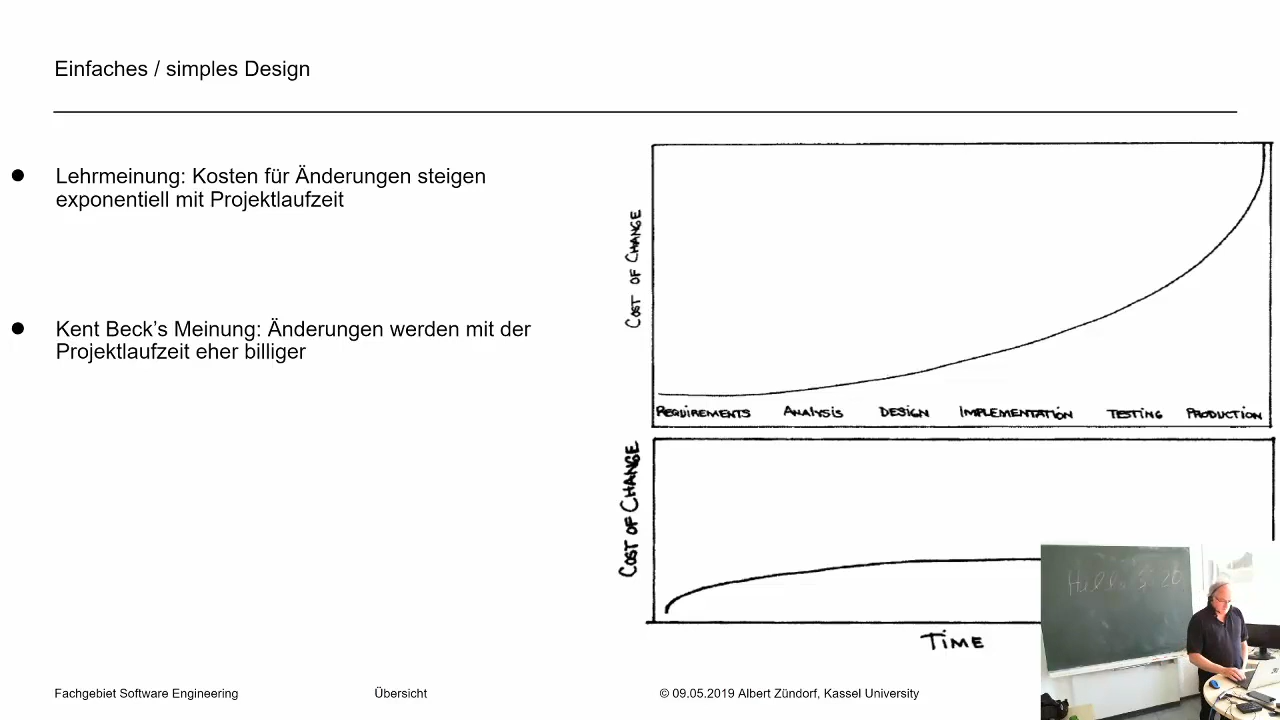 Einfaches / simples Design
Lehrmeinung: Kosten für Änderungen steigen
exponentiell mit Projektlaufzeit
Kent Beck’s Meinung: Änderungen werden mit der
Projektlaufzeit eher billiger
COST OF CHANGE
REQUIREMENTS ANALYSIS DESIGN IMPLEMENTATION TESTING PRODUCTION
COST OF CHANGE
TIME
Fachgebiet Software Engineering
Übersicht
© 09.05.2019 Albert Zündorf, Kassel University